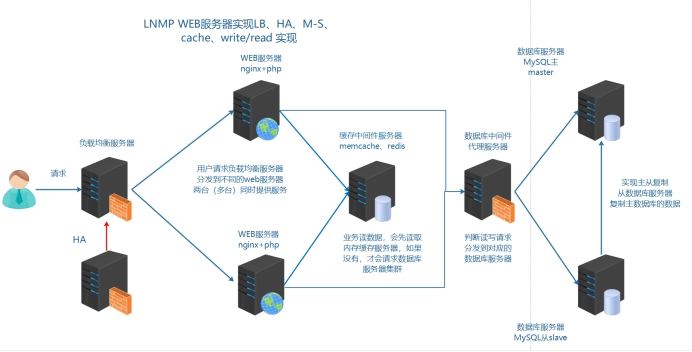 LNMP WEB服务器实现LB、HA、M-S、
cache、write/read 实现
WEB服务器
nginx+php
数据库服务器
MySQL主
master
负载均衡服务器
缓存中间件服务器
memcache、redis
数据库中间件
代理服务器
请求
用户请求负载均衡服务器
分发到不同的web服务器
两台（多台）同时提供服务
实现主从复制
从数据库服务器
复制主数据库的数据
HA
WEB服务器
nginx+php
业务读数据，会先读取
内存缓存服务器，如果
没有，才会请求数据库
服务器集群
判断读写请求
分发到对应的
数据库服务器
数据库服务器
MySQL从slave